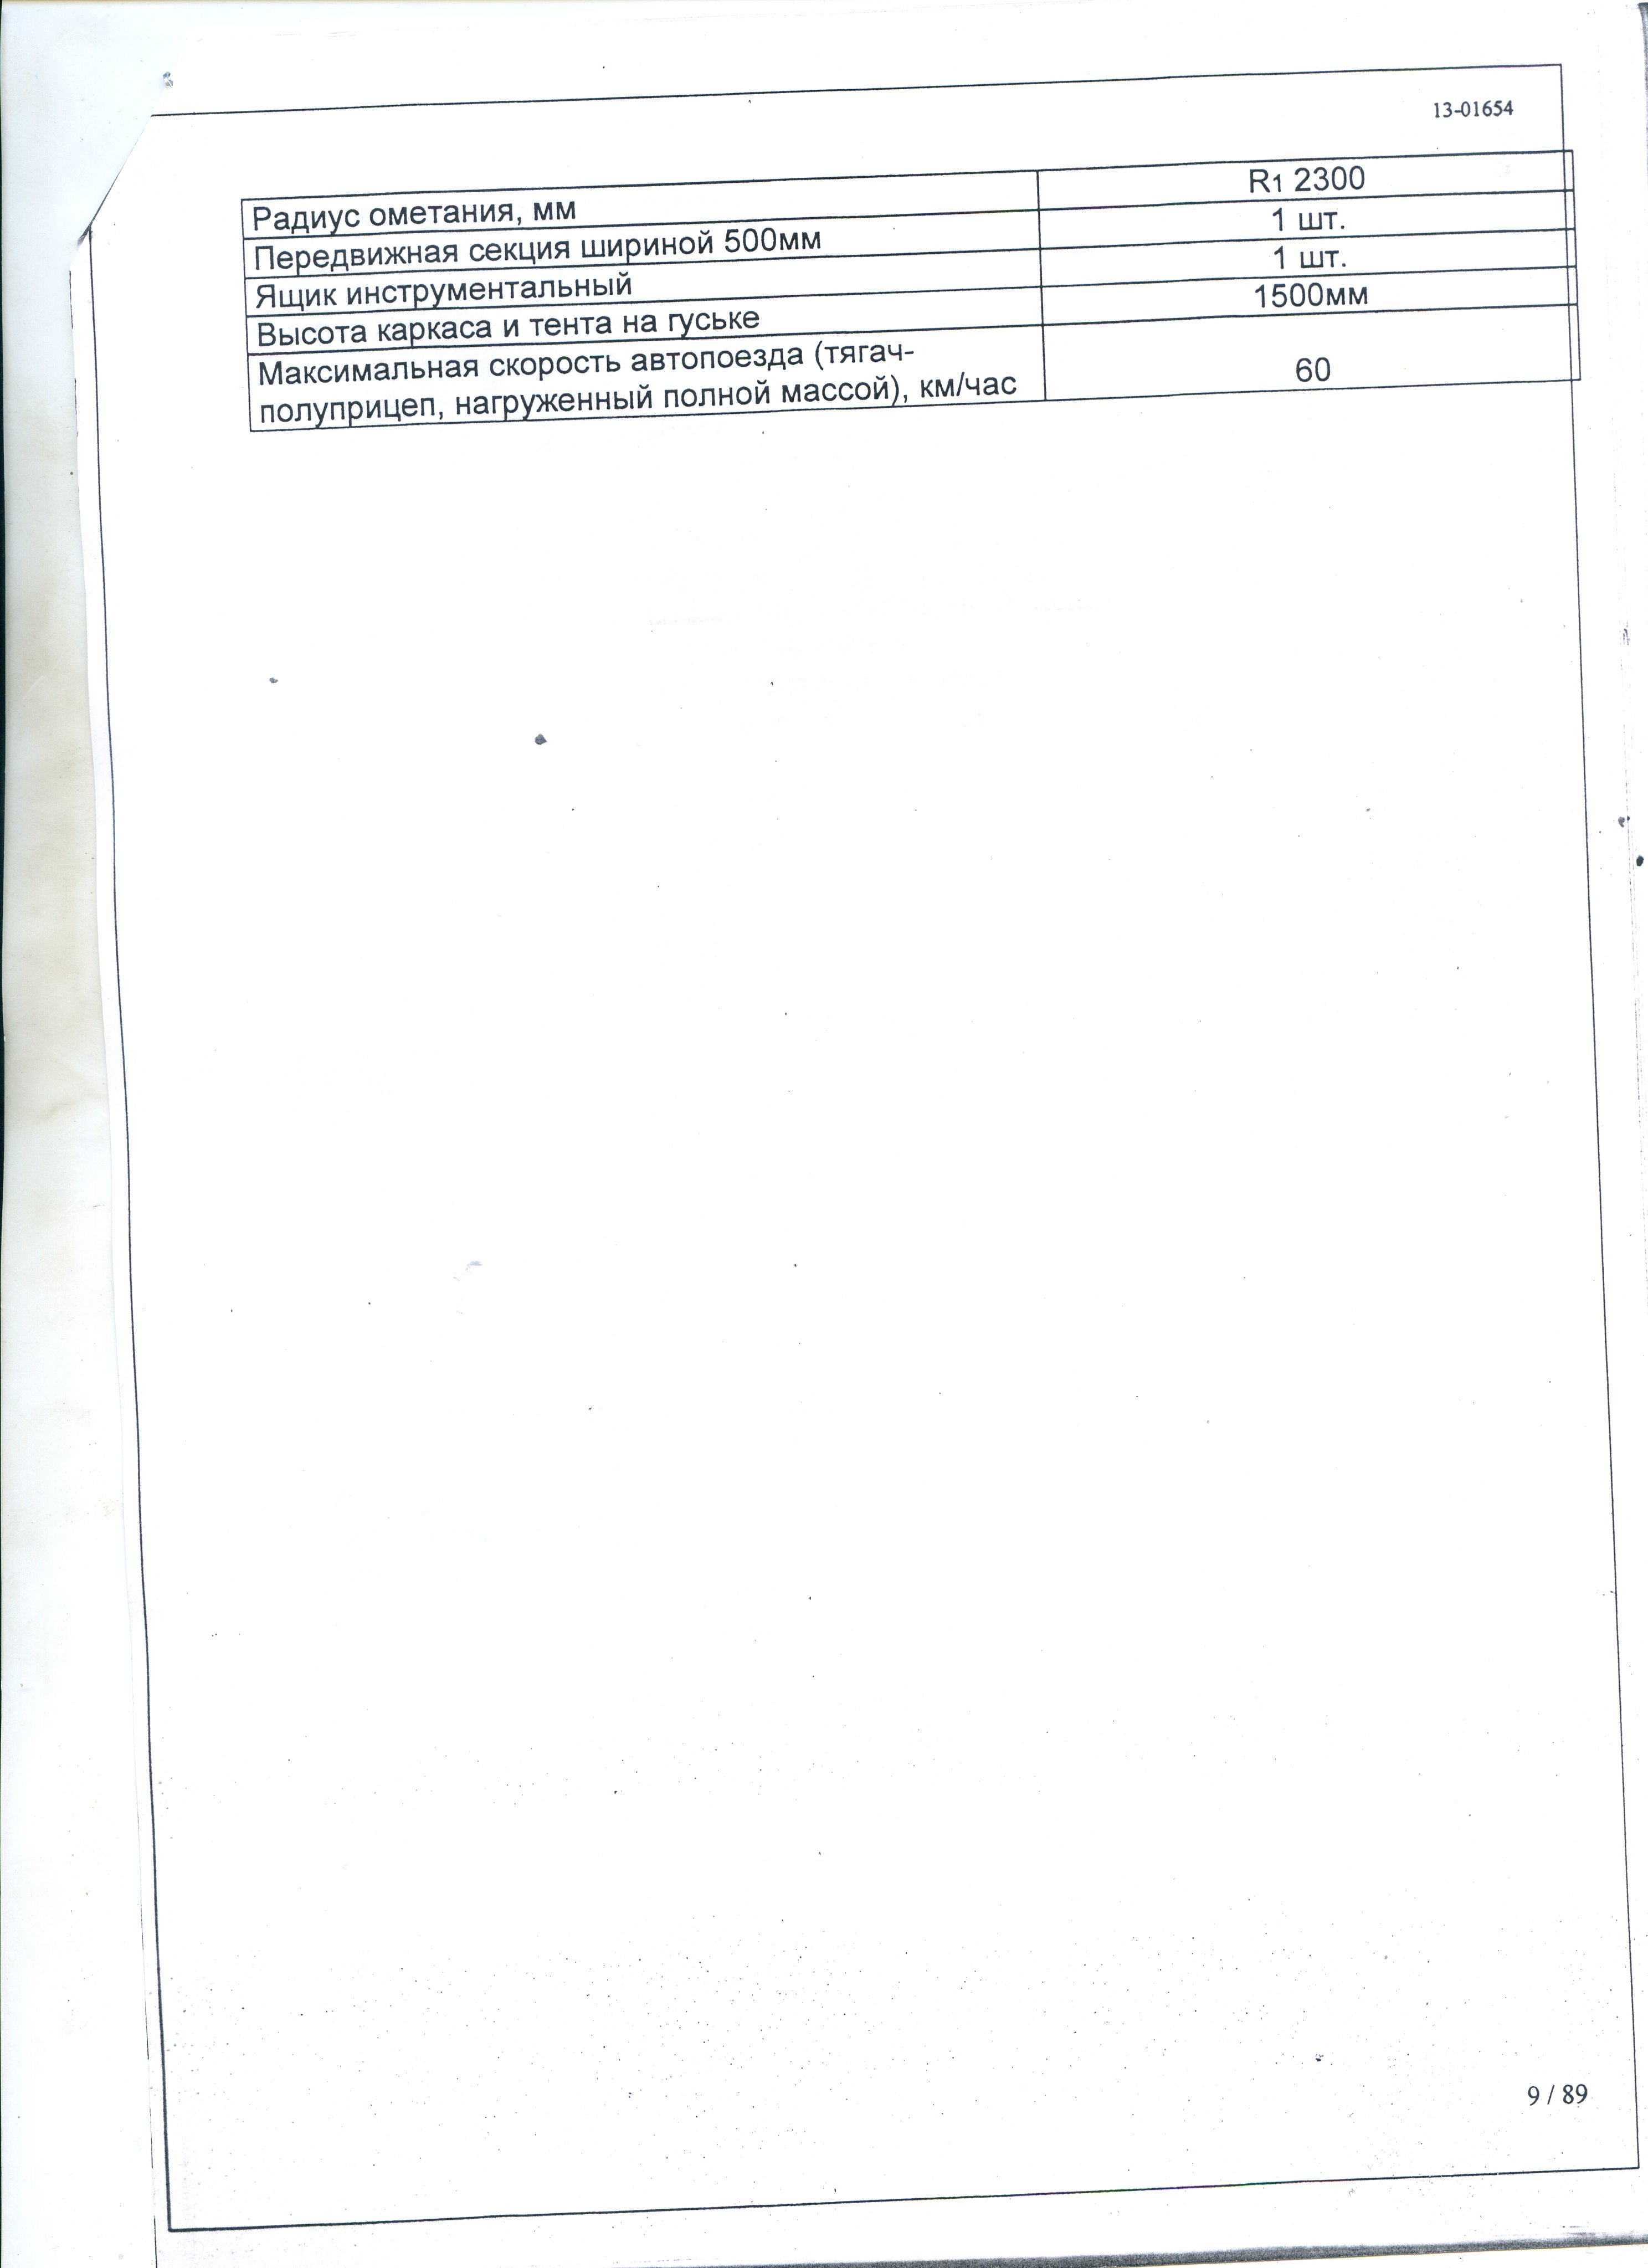 13-01654
Радиус ометания, мм R1 2300
Передвижная секция шириной 500мм 1 шт.
Ящик инструментальный 1 шт.
Высота каркаса и тента на гуське 1500мм
Максимальная скорость автопоезда (тягач-
полуприцеп, нагруженный полной массой), км/час 60
9 / 89